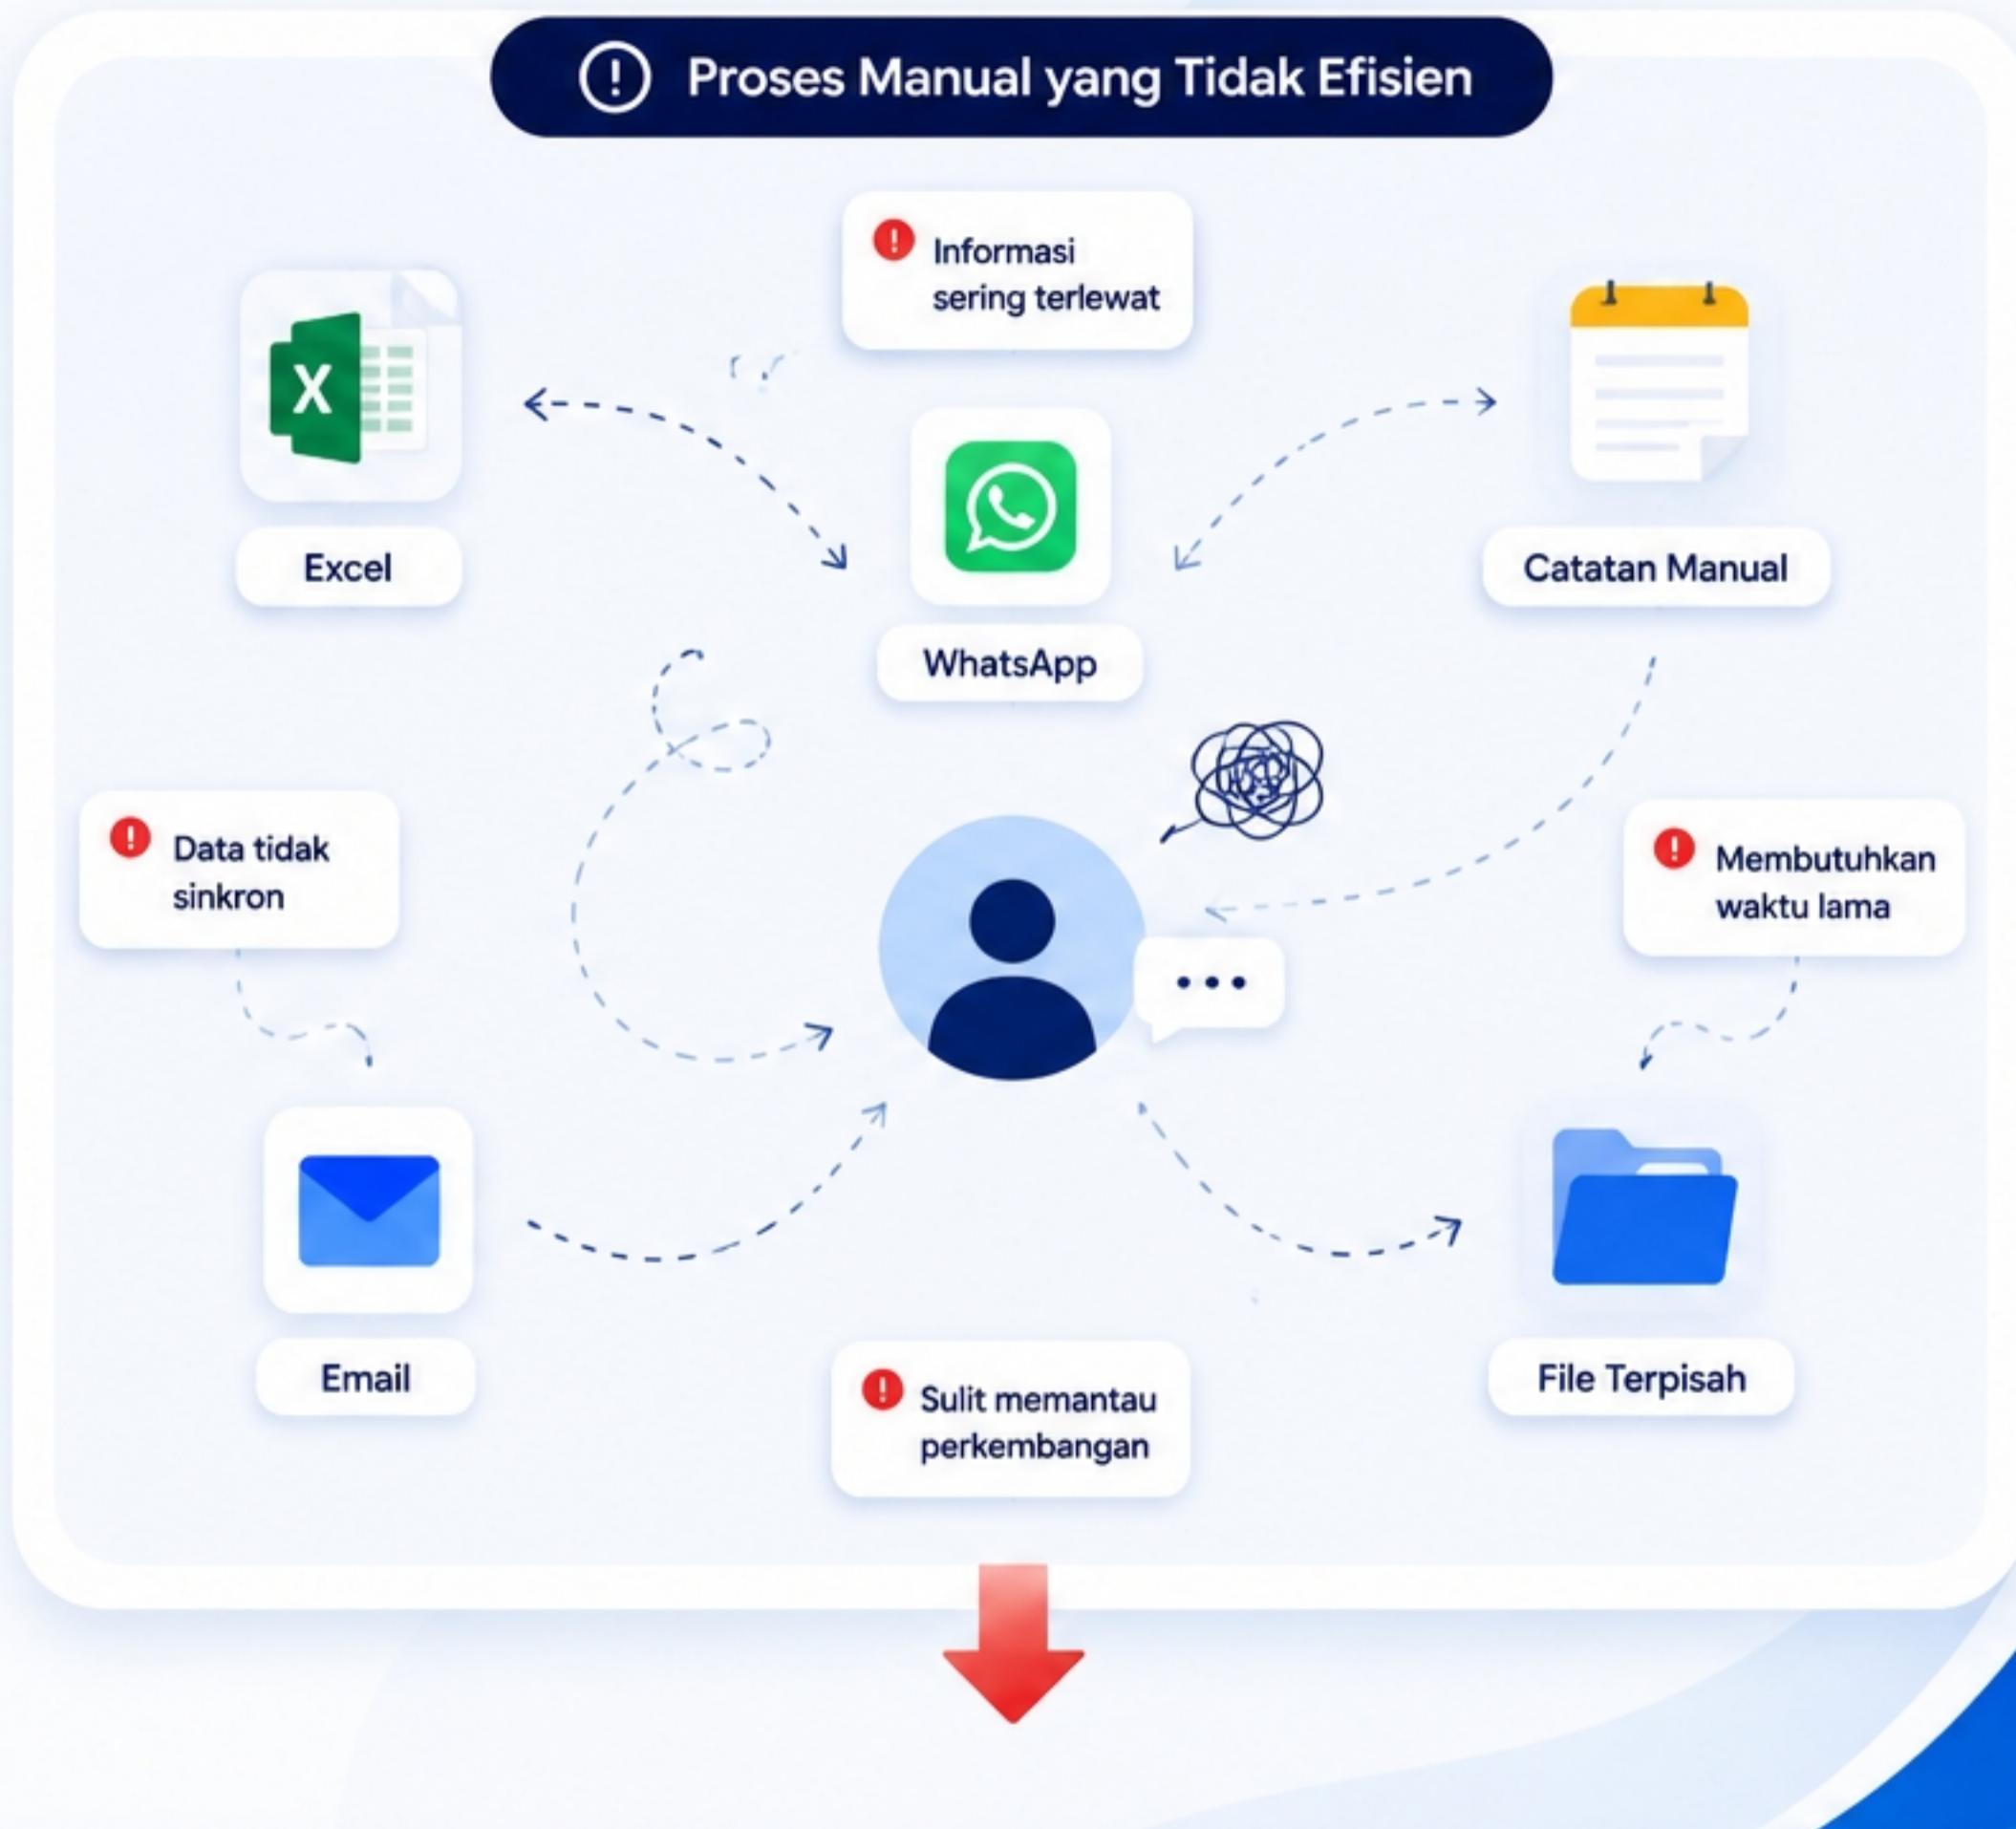 Proses Manual yang Tidak Efisien
Informasi
sering terlewat
X
Excel
WhatsApp
Catatan Manual
Data tidak
sinkron
Membutuhkan
waktu lama
Email
File Terpisah
Sulit memantau
perkembangan